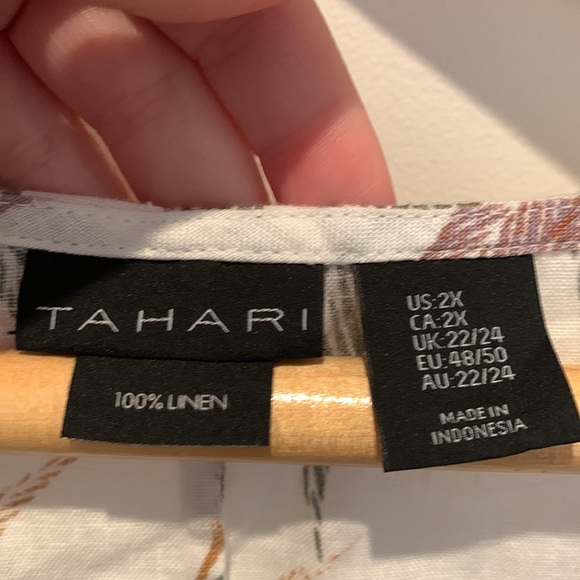 TAHARI
100% LINEN
US:2X
CA:2X
UK:22/24
EU:48/50
AU:22/24
MADE IN
INDONESIA